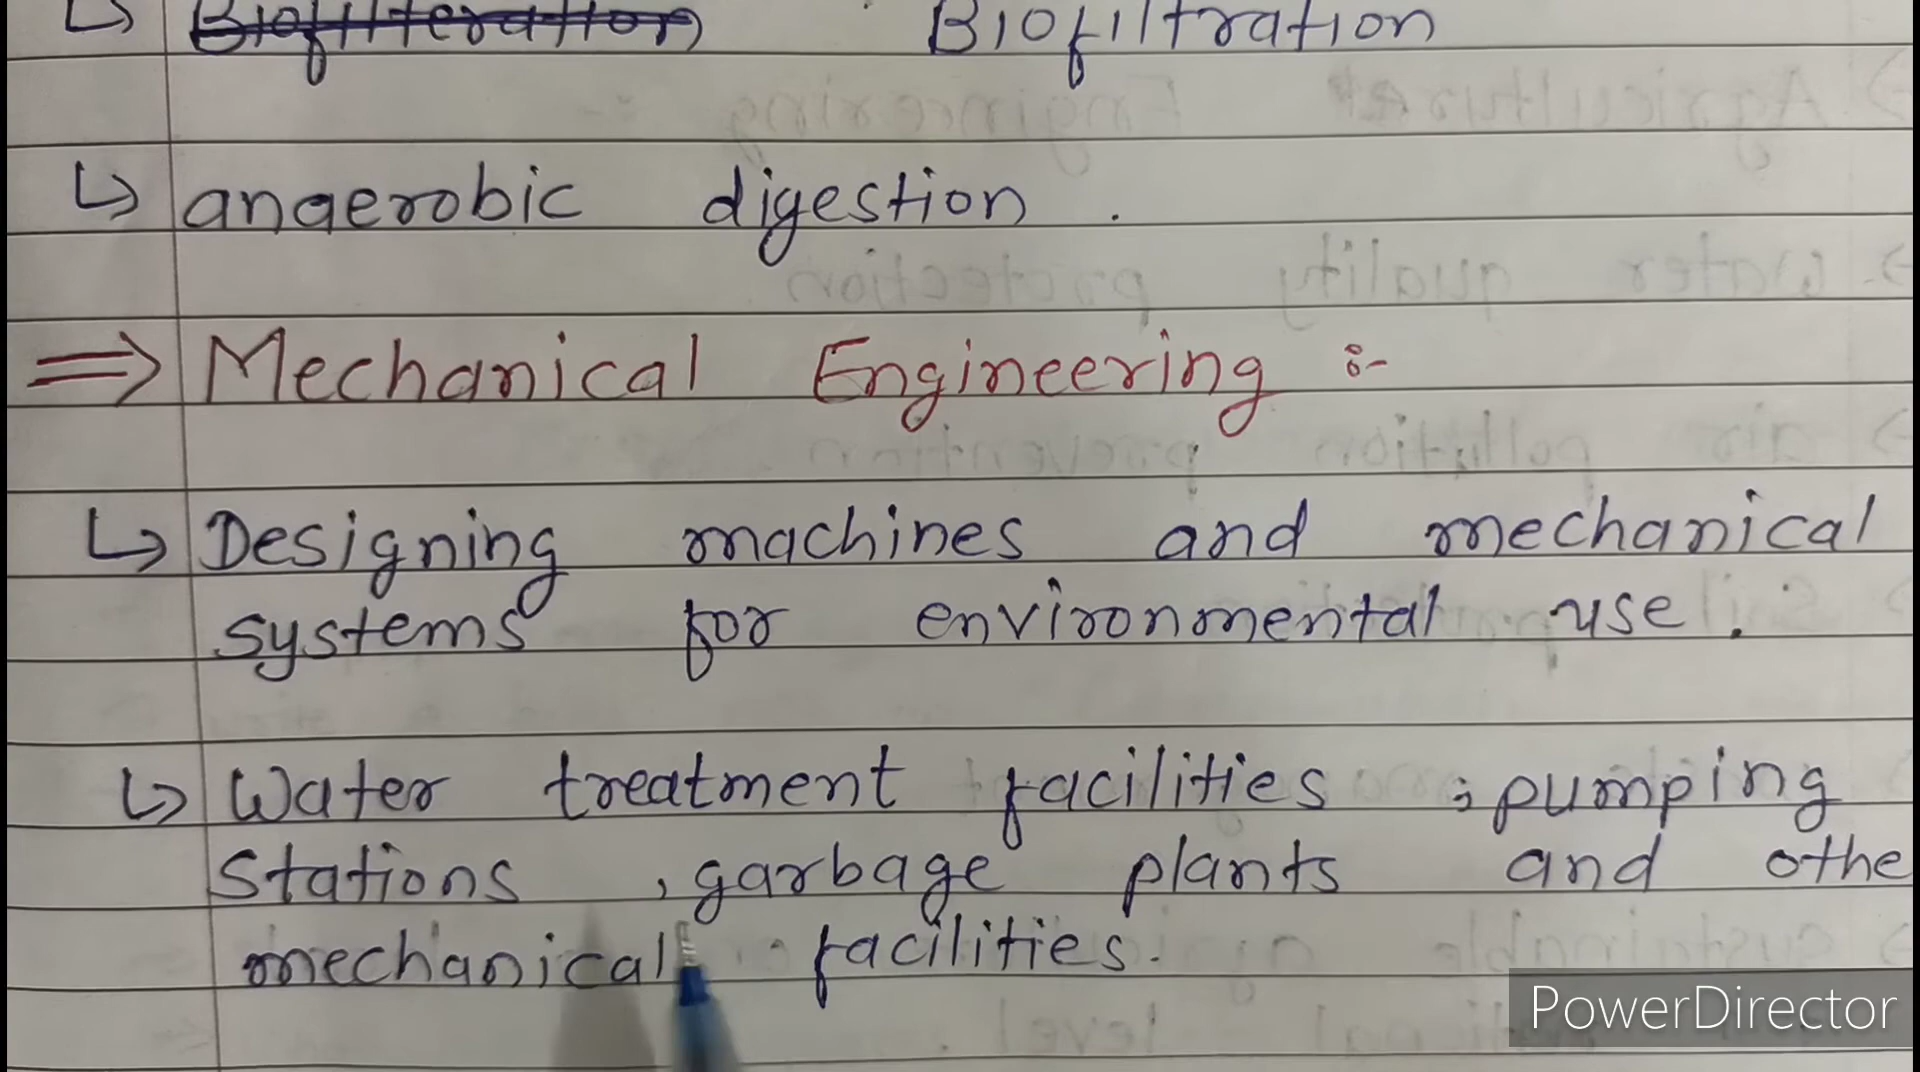 ↳ ~~Biofilteration~~ Biofiltration
↳ anaerobic digestion .
⇒ Mechanical Engineering :-
↳ Designing machines and mechanical
systems for environmental use .
↳ Water treatment facilities , pumping
Stations , garbage plants and othe
mechanical facilities.
PowerDirector